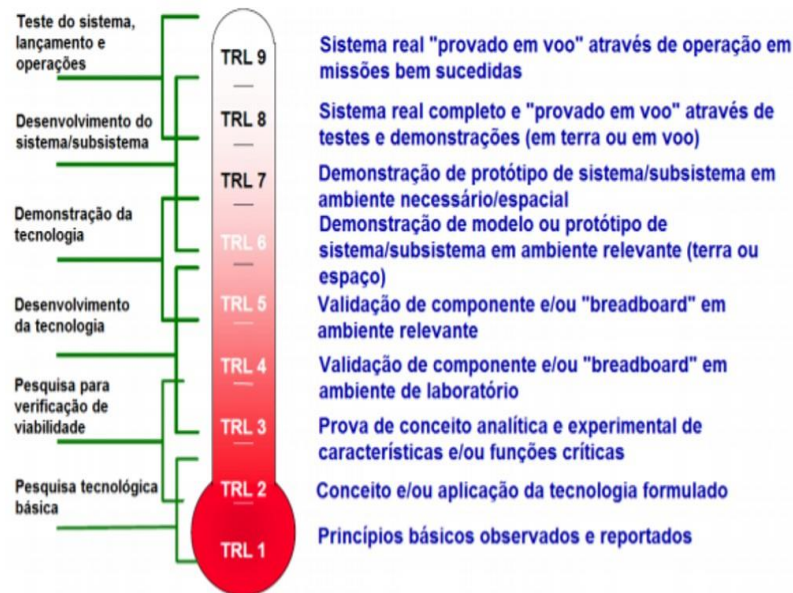 Teste do sistema,
lançamento e
operações
Desenvolvimento do
sistema/subsistema
Demonstração da
tecnologia
Desenvolvimento
da tecnologia
Pesquisa para
verificação de
viabilidade
Pesquisa tecnológica
básica
TRL 9
TRL 8
TRL 7
TRL 6
TRL 5
TRL 4
TRL 3
TRL 2
TRL 1
Sistema real "provado em voo" através de operação em
missões bem sucedidas
Sistema real completo e "provado em voo" através de
testes e demonstrações (em terra ou em voo)
Demonstração de protótipo de sistema/subsistema em
ambiente necessário/espacial
Demonstração de modelo ou protótipo de
sistema/subsistema em ambiente relevante (terra ou
espaço)
Validação de componente e/ou "breadboard" em
ambiente relevante
Validação de componente e/ou "breadboard" em
ambiente de laboratório
Prova de conceito analítica e experimental de
características e/ou funções críticas
Conceito e/ou aplicação da tecnologia formulado
Princípios básicos observados e reportados